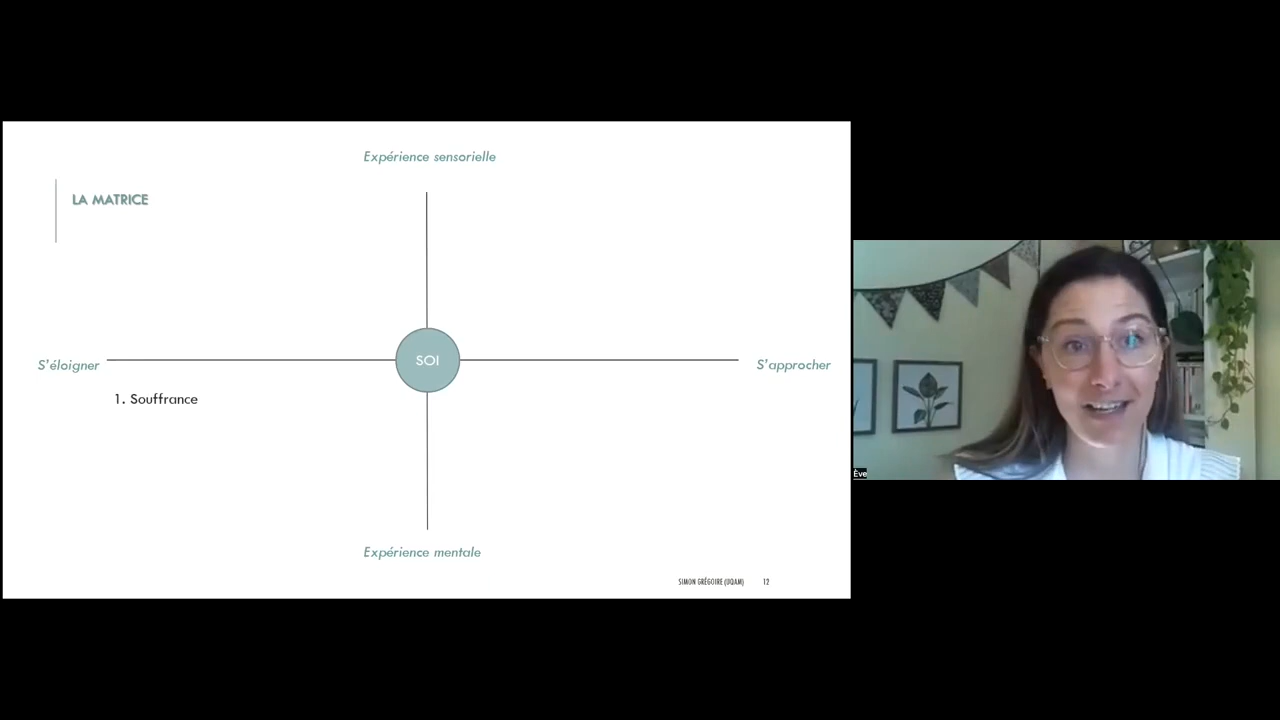 Expérience sensorielle
LA MATRICE
S'éloigner
SOI
S'approcher
1. Souffrance
Ève
Expérience mentale
SIMON GRÉGOIRE (UQAM) 12